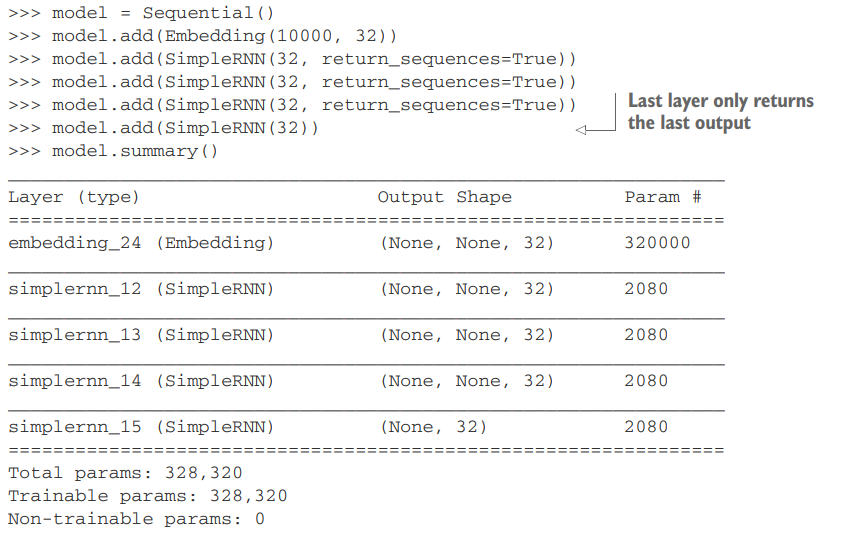 >>> model = Sequential()
>>> model.add(Embedding(10000, 32))
>>> model.add(SimpleRNN(32, return_sequences=True))
>>> model.add(SimpleRNN(32, return_sequences=True))
>>> model.add(SimpleRNN(32, return_sequences=True))
>>> model.add(SimpleRNN(32))
>>> model.summary()
Last layer only returns
the last output
________________________________________________________________
Layer (type) Output Shape Param #
================================================================
embedding_24 (Embedding) (None, None, 32) 320000
________________________________________________________________
simplernn_12 (SimpleRNN) (None, None, 32) 2080
________________________________________________________________
simplernn_13 (SimpleRNN) (None, None, 32) 2080
________________________________________________________________
simplernn_14 (SimpleRNN) (None, None, 32) 2080
________________________________________________________________
simplernn_15 (SimpleRNN) (None, 32) 2080
================================================================
Total params: 328,320
Trainable params: 328,320
Non-trainable params: 0